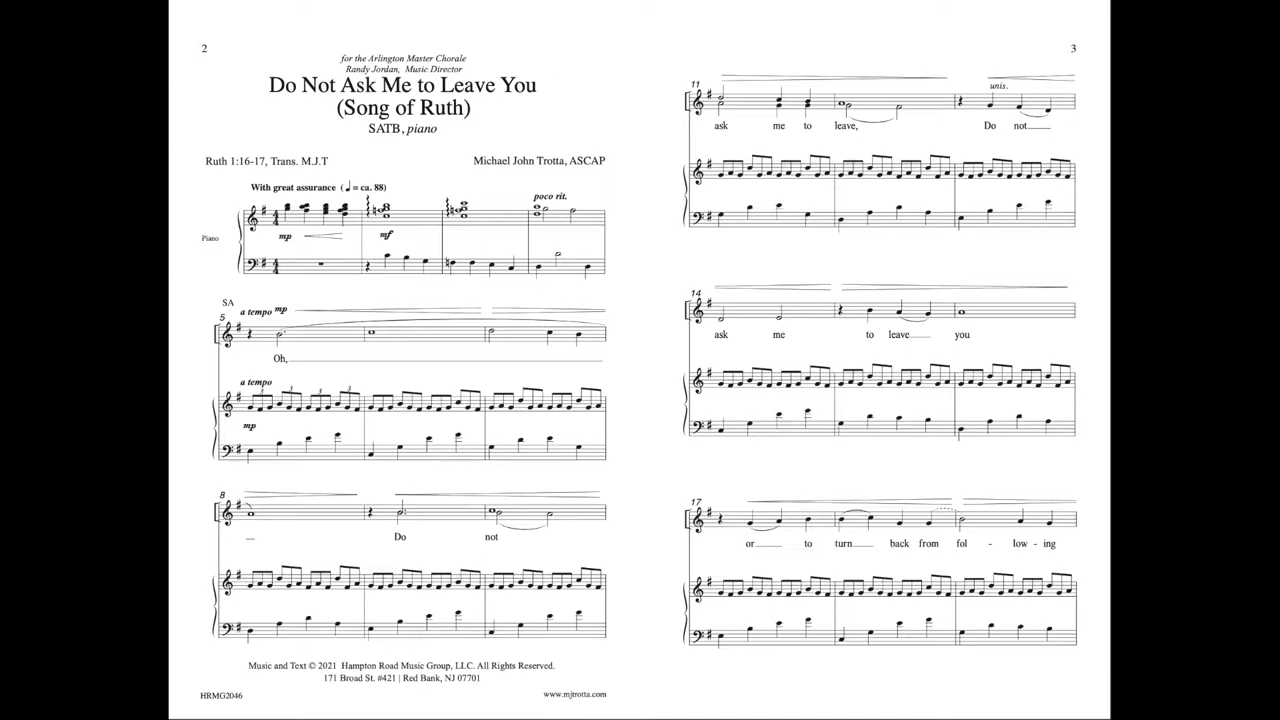 2
for the Arlington Master Chorale
Randy Jordan, Music Director
Do Not Ask Me to Leave You
(Song of Ruth)
SATB, piano
Ruth 1:16-17, Trans. M.J.T
Michael John Trotta, ASCAP
With great assurance (♩ = ca. 88)
poco rit.
Piano
mp
mf
SA
a tempo mp
5
Oh,
a tempo
3 3 3 3
mp
8
Do not
Music and Text © 2021 Hampton Road Music Group, LLC. All Rights Reserved.
171 Broad St. #421 | Red Bank, NJ 07701
HRMG2046
www.mjtrotta.com
3
11
unis.
ask me to leave, Do not
14
ask me to leave you
17
or to turn back from fol - low - ing